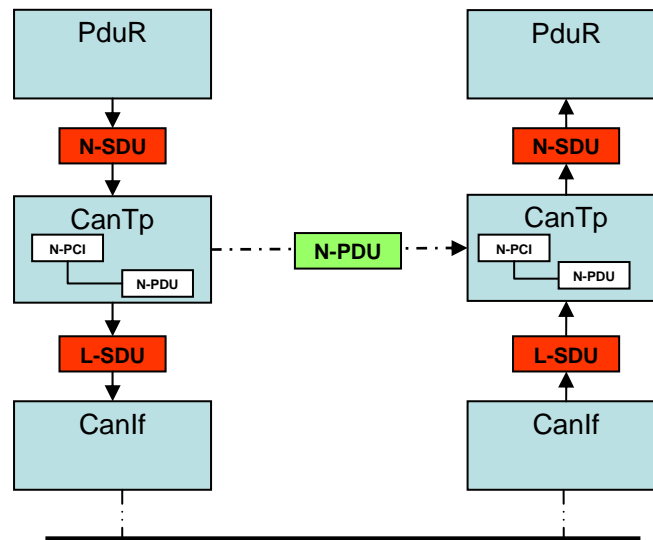 PduR
PduR
N-SDU
N-SDU
CanTp
CanTp
N-PCI
N-PDU
N-PDU
N-PCI
N-PDU
L-SDU
L-SDU
CanIf
CanIf